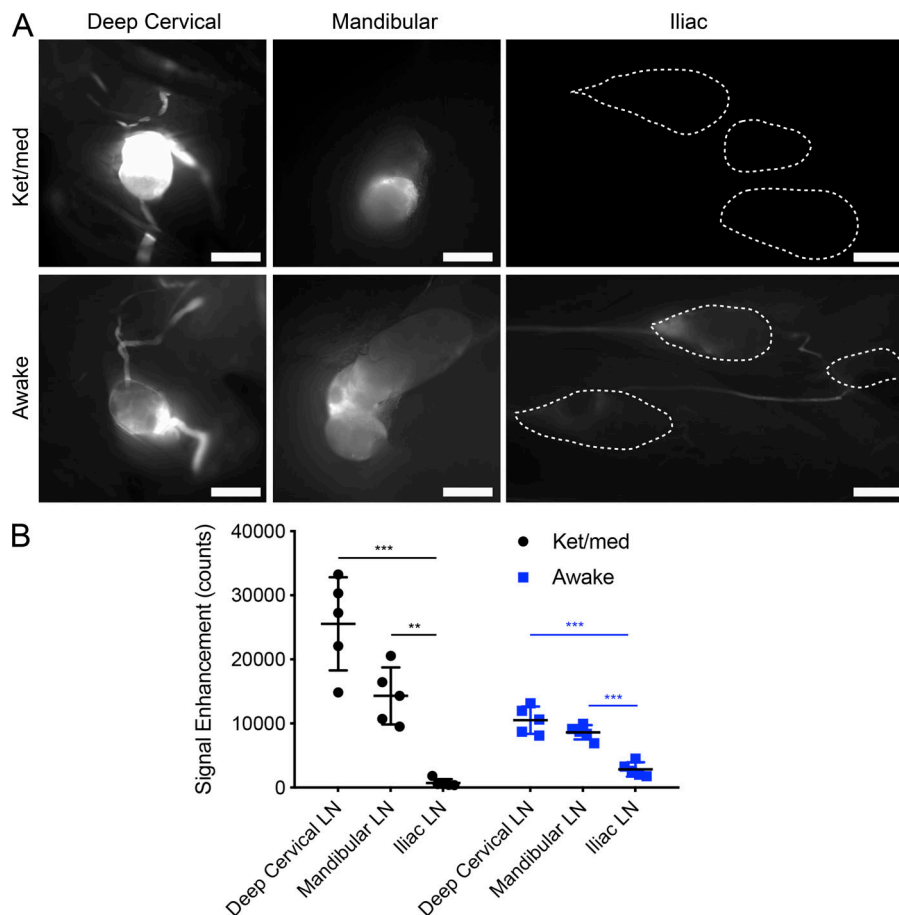 A
Deep Cervical
Mandibular
Iliac
Ket/med
Awake
B
Signal Enhancement (counts)
40000
30000
20000
10000
0
***
**
***
***
Ket/med
Awake
Deep Cervical LN
Mandibular LN
Iliac LN
Deep Cervical LN
Mandibular LN
Iliac LN